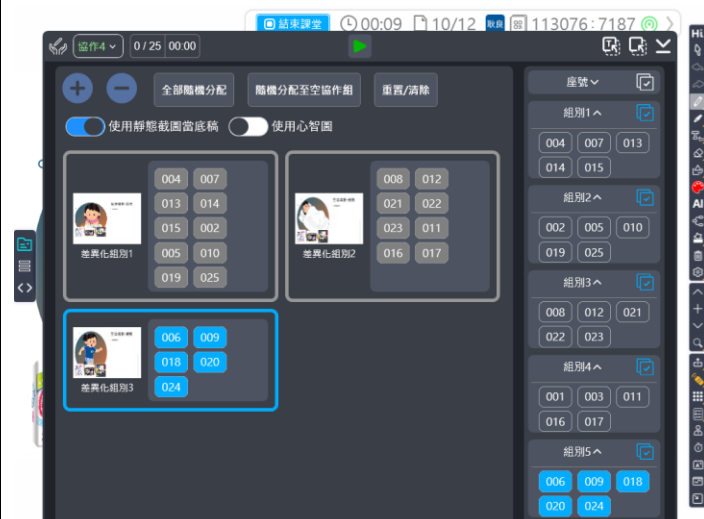 結束課堂 00:09 10/12 耿良 113076:7187
Hi
協作4 0/25 00:00
全部隨機分配 隨機分配至空協作組 重置/清除
使用靜態截圖當底稿 使用心智圖
004 007
013 014
015 002
005 010
019 025
差異化組別1
008 012
021 022
023 011
016 017
差異化組別2
006 009
018 020
024
差異化組別3
座號
組別1
004 007 013
014 015
組別2
002 005 010
019 025
組別3
008 012 021
022 023
組別4
001 003 011
016 017
組別5
006 009 018
020 024
AI